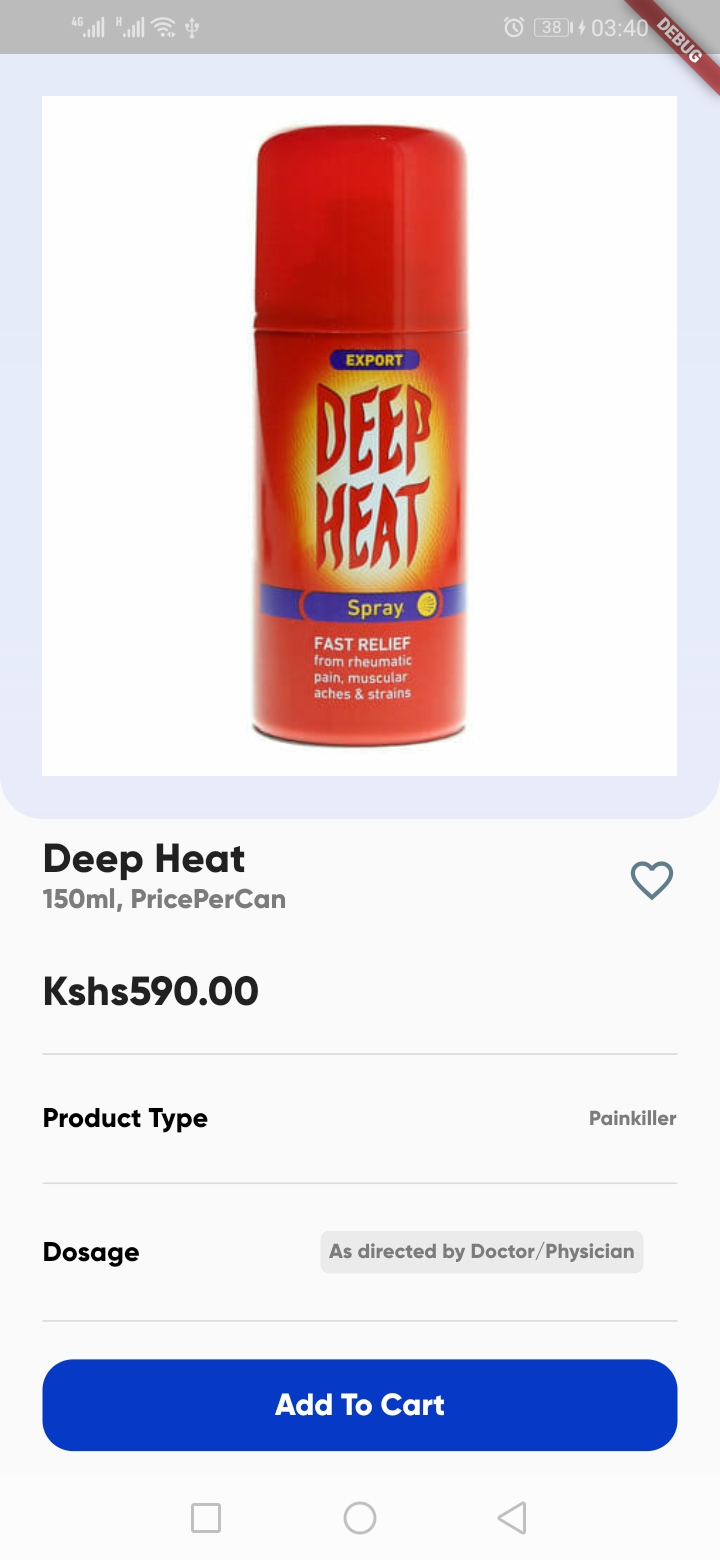 4G H 38 03:40
DEBUG
EXPORT
DEEP
HEAT
Spray
FAST RELIEF
from rheumatic
pain, muscular
aches & strains
Deep Heat
150ml, PricePerCan
Kshs590.00
Product Type Painkiller
Dosage As directed by Doctor/Physician
Add To Cart